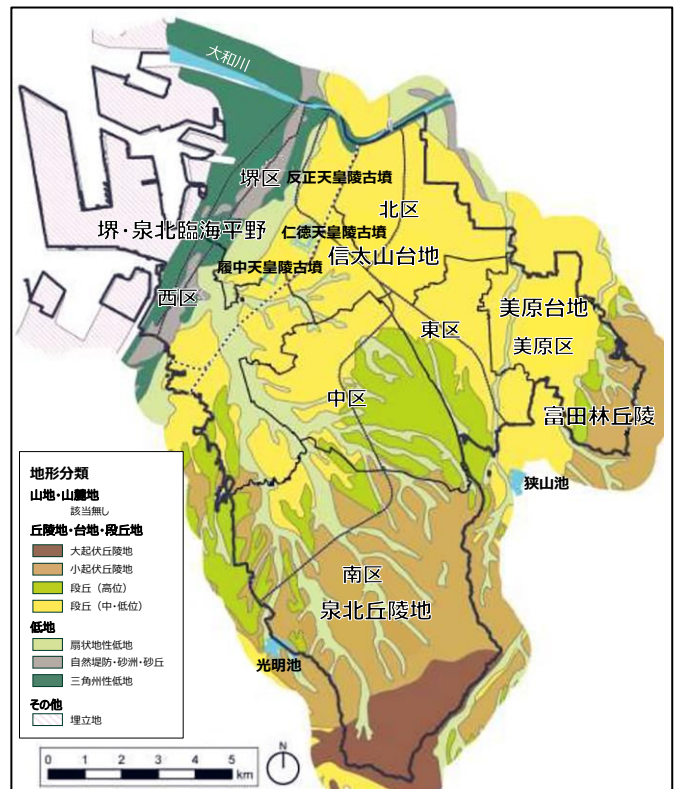 大和川
堺区
反正天皇陵古墳
北区
堺・泉北臨海平野
仁徳天皇陵古墳
信太山台地
履中天皇陵古墳
西区
美原台地
東区
美原区
中区
富田林丘陵
狭山池
南区
泉北丘陵地
光明池
地形分類
山地・山麓地
該当無し
丘陵地・台地・段丘地
大起伏丘陵地
小起伏丘陵地
段丘（高位）
段丘（中・低位）
低地
扇状地性低地
自然堤防・砂洲・砂丘
三角州性低地
その他
埋立地
0 1 2 3 4 5
km
N